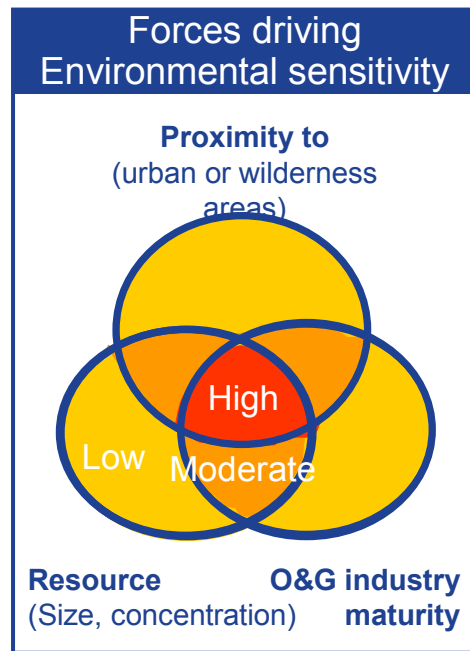 Forces driving
Environmental sensitivity
Proximity to
(urban or wilderness
areas)
High
Low
Moderate
Resource
(Size, concentration)
O&G industry
maturity